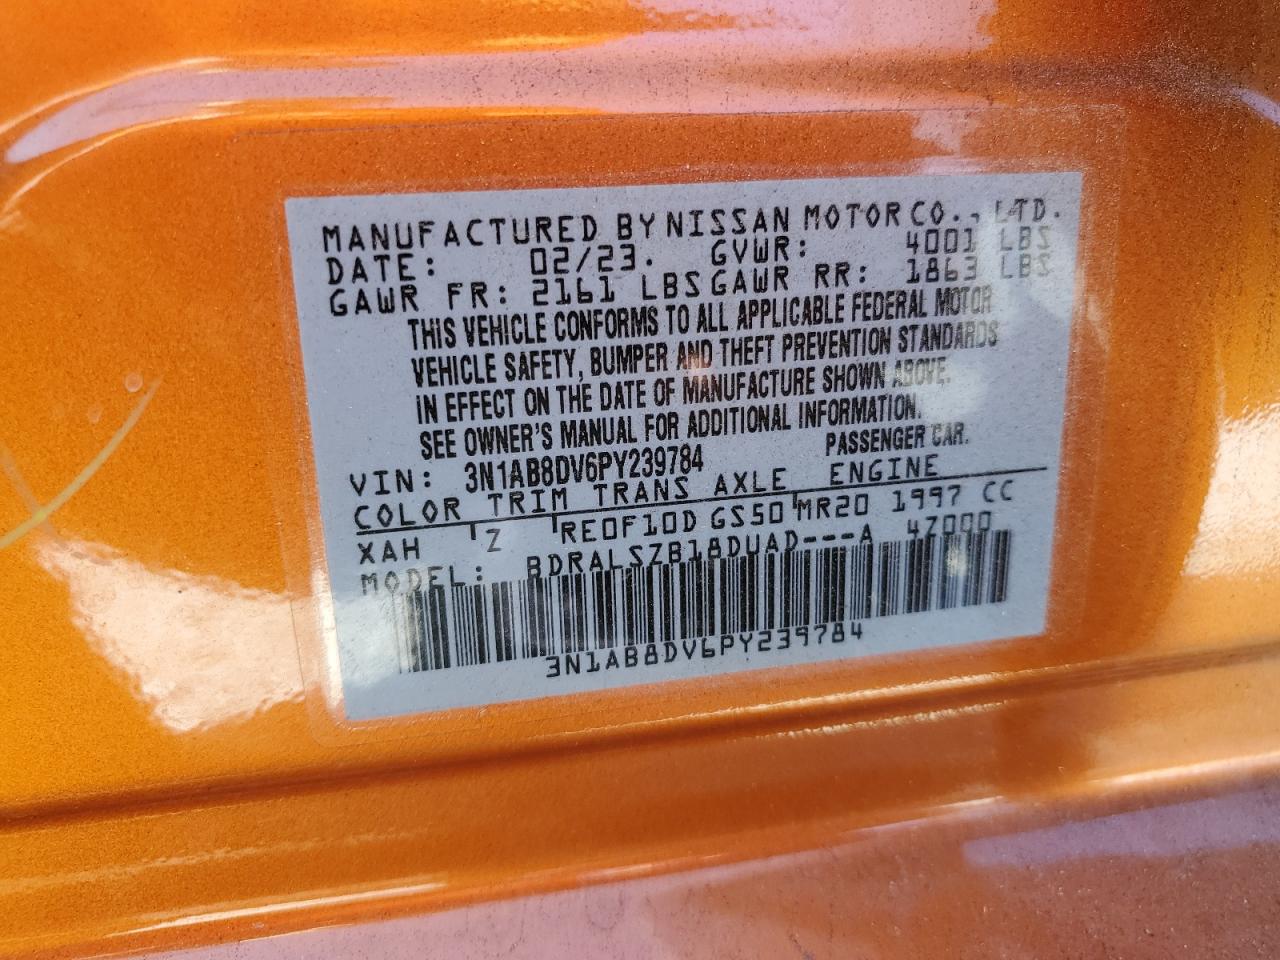 MANUFACTURED BY NISSAN MOTOR CO., LTD.
DATE: 02/23. GVWR: 4001 LBS
GAWR FR: 2161 LBS GAWR RR: 1863 LBS
THIS VEHICLE CONFORMS TO ALL APPLICABLE FEDERAL MOTOR
VEHICLE SAFETY, BUMPER AND THEFT PREVENTION STANDARDS
IN EFFECT ON THE DATE OF MANUFACTURE SHOWN ABOVE.
SEE OWNER'S MANUAL FOR ADDITIONAL INFORMATION.
VIN: 3N1AB8DV6PY239784 PASSENGER CAR.
COLOR TRIM TRANS AXLE ENGINE
XAH Z RE0F10D GS50 MR20 1997 CC
MODEL: BDRALSZB18DUAD---A 4Z000
3N1AB8DV6PY239784